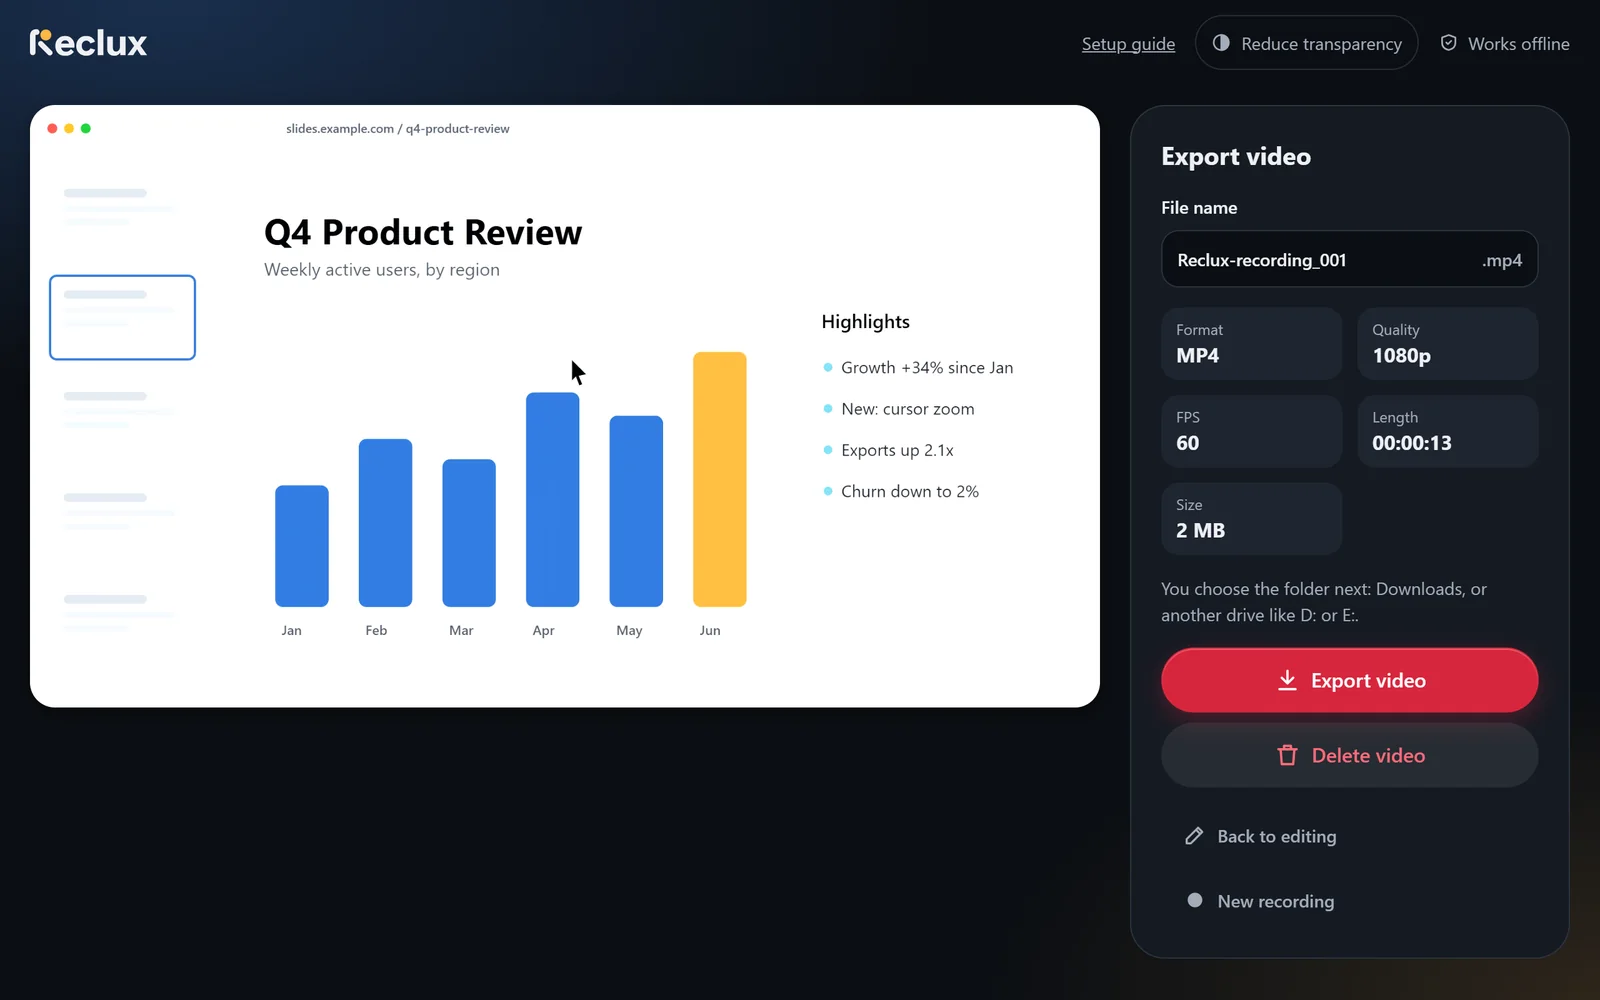 Reclux
Setup guide
Reduce transparency
Works offline
slides.example.com / q4-product-review
Q4 Product Review
Weekly active users, by region
Highlights
Growth +34% since Jan
New: cursor zoom
Exports up 2.1x
Churn down to 2%
Jan Feb Mar Apr May Jun
Export video
File name
Reclux-recording_001 .mp4
Format
MP4
Quality
1080p
FPS
60
Length
00:00:13
Size
2 MB
You choose the folder next: Downloads, or
another drive like D: or E:.
Export video
Delete video
Back to editing
New recording